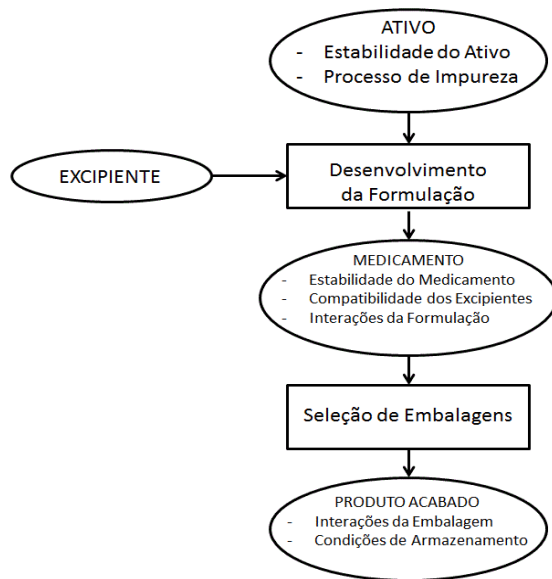 ATIVO
- Estabilidade do Ativo
- Processo de Impureza
EXCIPIENTE
Desenvolvimento
da Formulação
MEDICAMENTO
- Estabilidade do Medicamento
- Compatibilidade dos Excipientes
- Interações da Formulação
Seleção de Embalagens
PRODUTO ACABADO
- Interações da Embalagem
- Condições de Armazenamento